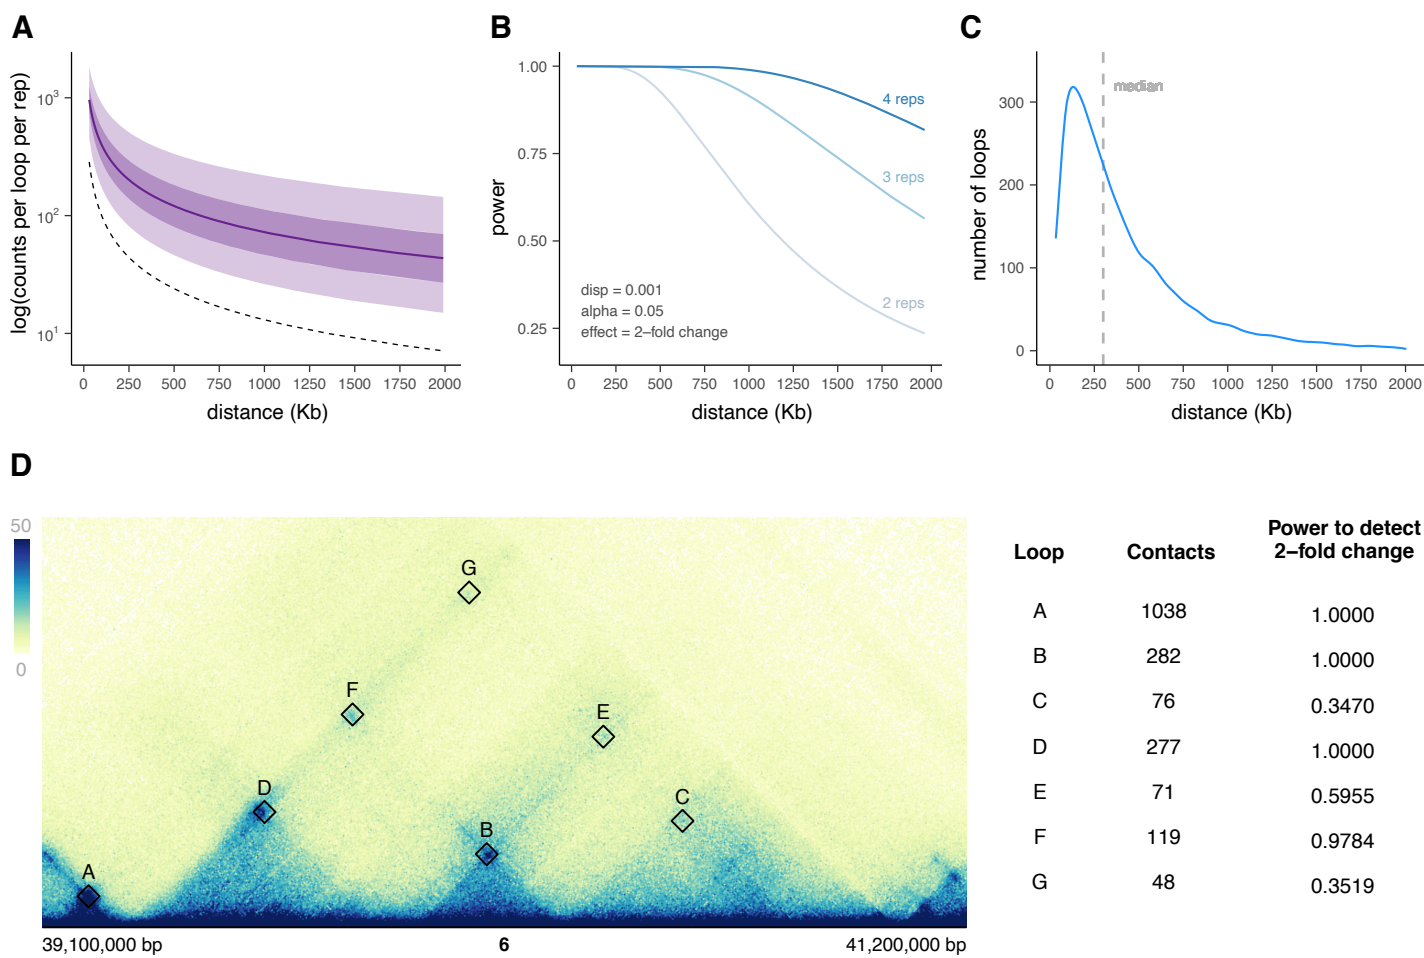 A
log(counts per loop per rep)
10³
10²
10¹
0 250 500 750 1000 1250 1500 1750 2000
distance (Kb)
B
power
1.00
0.75
0.50
0.25
4 reps
3 reps
2 reps
disp = 0.001
alpha = 0.05
effect = 2−fold change
0 250 500 750 1000 1250 1500 1750 2000
distance (Kb)
C
number of loops
300
200
100
0
median
0 250 500 750 1000 1250 1500 1750 2000
distance (Kb)
D
50
0
G
F
E
D
C
B
A
39,100,000 bp 6 41,200,000 bp
Power to detect
Loop Contacts 2−fold change
A 1038 1.0000
B 282 1.0000
C 76 0.3470
D 277 1.0000
E 71 0.5955
F 119 0.9784
G 48 0.3519